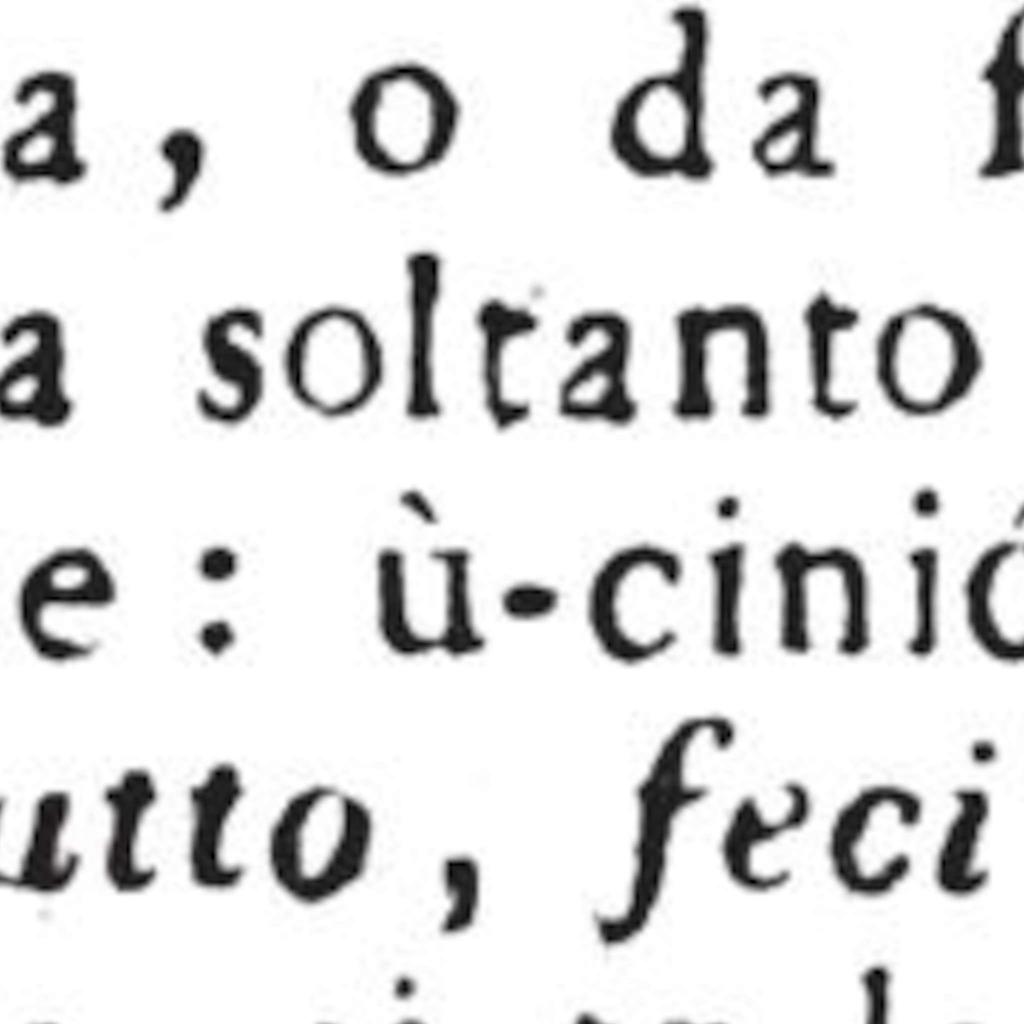 a, o da
a soltanto
e: ù-cini
utto, feci